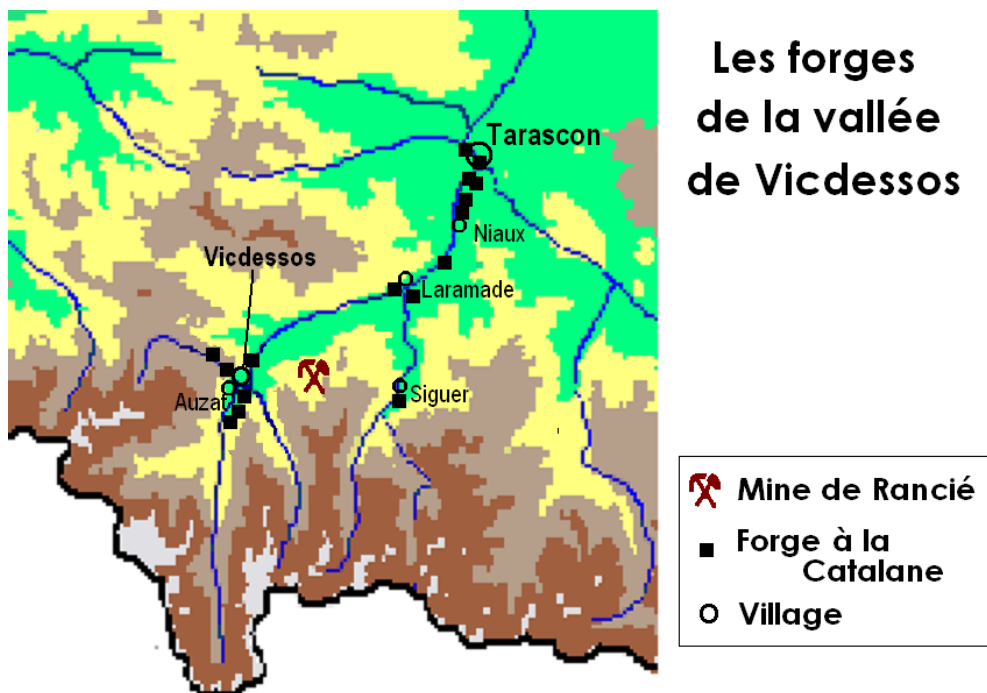 Les forges
de la vallée
de Vicdessos
Tarascon
Niaux
Vicdessos
Laramade
Auzat
Siguer
Mine de Rancié
Forge à la
Catalane
Village